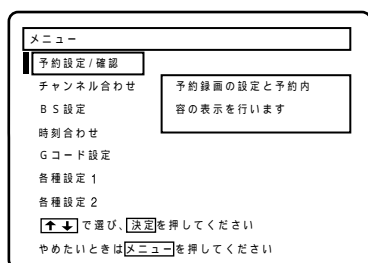 メニュー
予約設定/確認
チャンネル合わせ
予約録画の設定と予約内
BS設定
容の表示を行います
時刻合わせ
Gコード設定
各種設定1
各種設定2
↑↓で選び、決定を押してください
やめたいときはメニューを押してください